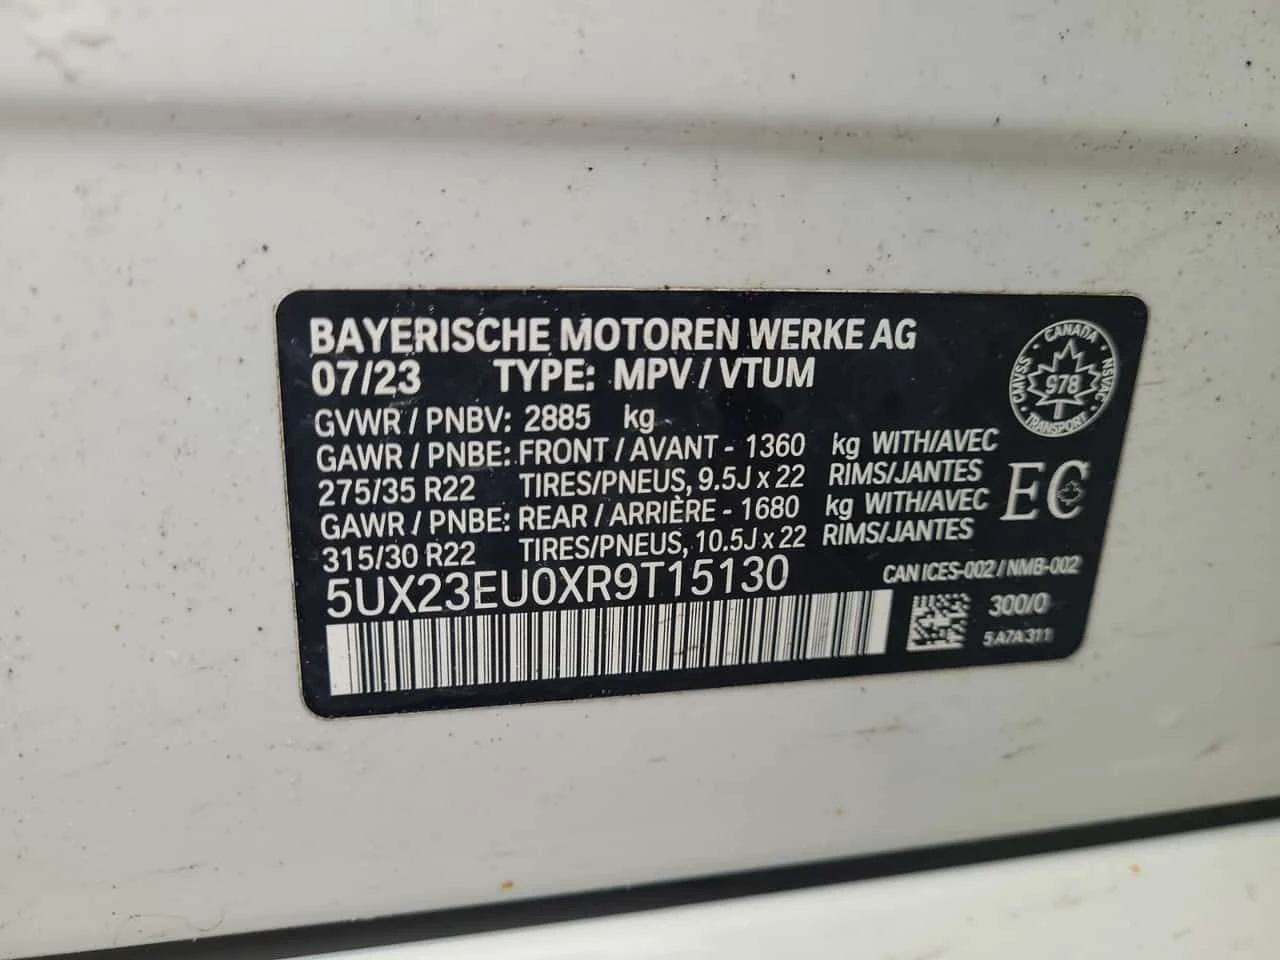 BAYERISCHE MOTOREN WERKE AG
07/23 TYPE: MPV / VTUM
GVWR / PNBV: 2885 kg
GAWR / PNBE: FRONT / AVANT - 1360 kg WITH/AVEC
275/35 R22 TIRES/PNEUS, 9.5J x 22 RIMS/JANTES
GAWR / PNBE: REAR / ARRIÈRE - 1680 kg WITH/AVEC
315/30 R22 TIRES/PNEUS, 10.5J x 22 RIMS/JANTES
5UX23EU0XR9T15130
CANADA
CMVSS 978 NSVAC
TRANSPORT
EC
CAN ICES-002 / NMB-002
300/0
5A7A311